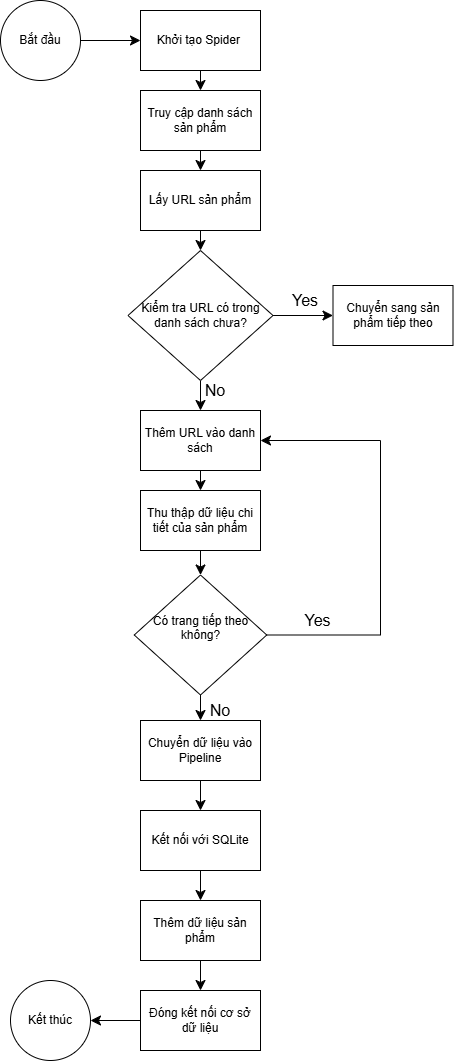 Bắt đầu
Khởi tạo Spider
Truy cập danh sách
sản phẩm
Lấy URL sản phẩm
Kiểm tra URL có trong
danh sách chưa?
Yes
Chuyển sang sản
phẩm tiếp theo
No
Thêm URL vào danh
sách
Thu thập dữ liệu chi
tiết của sản phẩm
Có trang tiếp theo
không?
Yes
No
Chuyển dữ liệu vào
Pipeline
Kết nối với SQLite
Thêm dữ liệu sản
phẩm
Đóng kết nối cơ sở
dữ liệu
Kết thúc